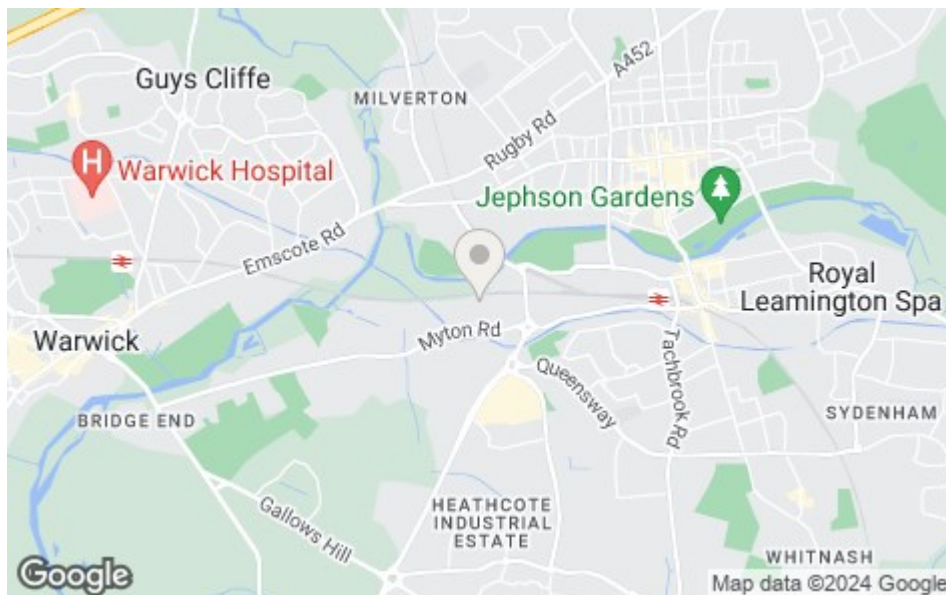 Guys Cliffe
MILVERTON
A452
Rugby Rd
H
Warwick Hospital
Jephson Gardens
Emscote Rd
Royal
Leamington Spa
Warwick
Myton Rd
Tachbrook Rd
Queensway
BRIDGE END
SYDENHAM
Gallows Hill
HEATHCOTE
INDUSTRIAL
ESTATE
WHITNASH
Google
Map data ©2024 Google